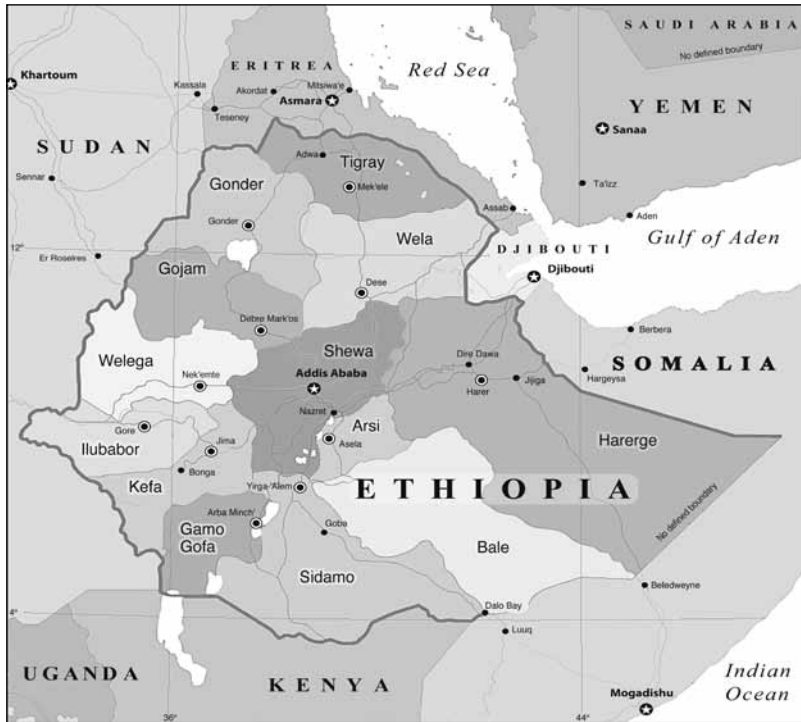 SAUDI ARABIA
No defined boundary
Red Sea
ERITREA
Khartoum
Kassala
Akordat
Mitsiwa'e
Asmara
Teseney
YEMEN
Sanaa
SUDAN
Adwa
Tigray
Gonder
Sennar
Mek'ele
Ta'izz
Assab
Aden
Gonder
Wela
DJIBOUTI
Gulf of Aden
12°
Er Roseires
Gojam
Djibouti
Dese
Debre Mark'os
Berbera
Shewa
Welega
Dire Dawa
SOMALIA
Nek'emte
Addis Ababa
Hargeysa
Harer
Jijiga
Nazret
Gore
Arsi
Asela
Harerge
Ilubabor
Jima
Bonga
Kefa
Yirga-'Alem
ETHIOPIA
No defined boundary
Arba Minch'
Gamo
Gofa
Goba
Bale
Sidamo
Beledweyne
4°
Dalo Bay
Luuq
UGANDA
KENYA
Indian
Ocean
Mogadishu
36°
44°